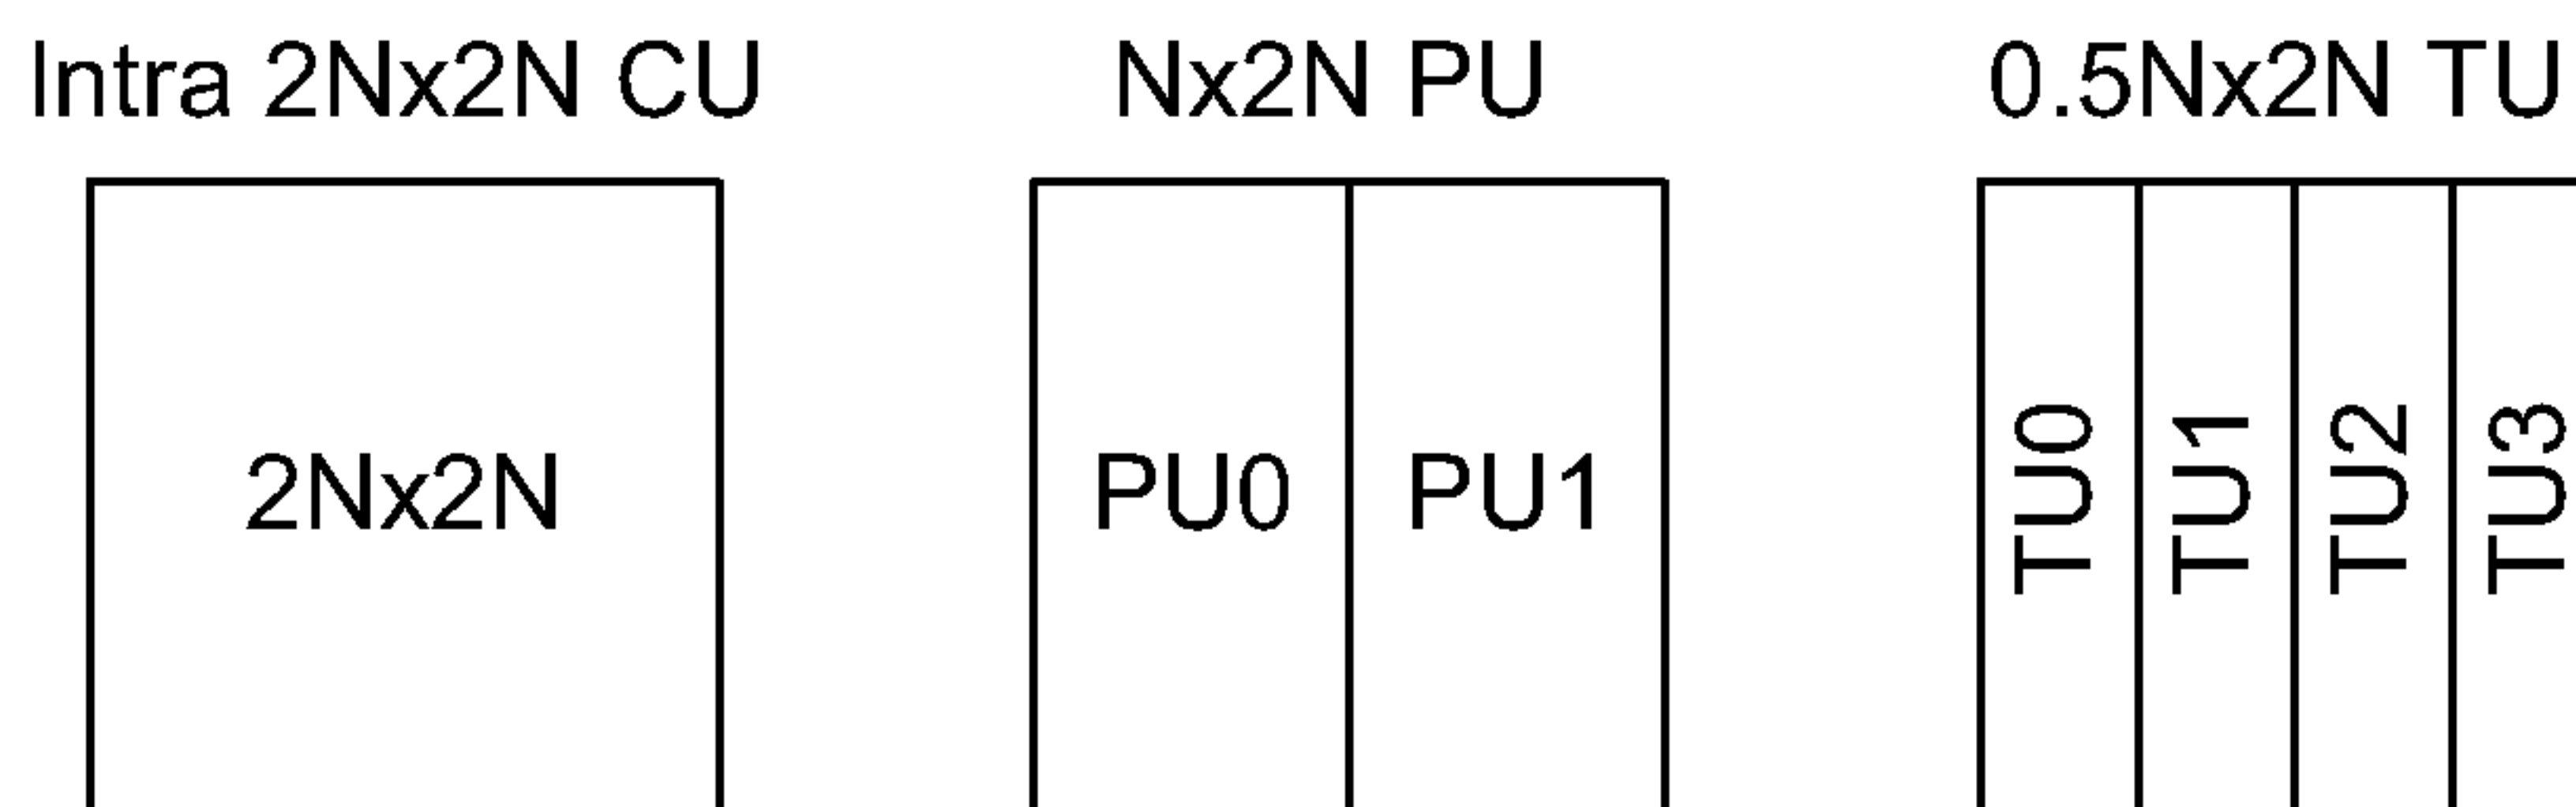 Intra 2Nx2N CU
Nx2N PU
0.5Nx2N TU
2Nx2N
PU0
PU1
TU0
TU1
TU2
TU3